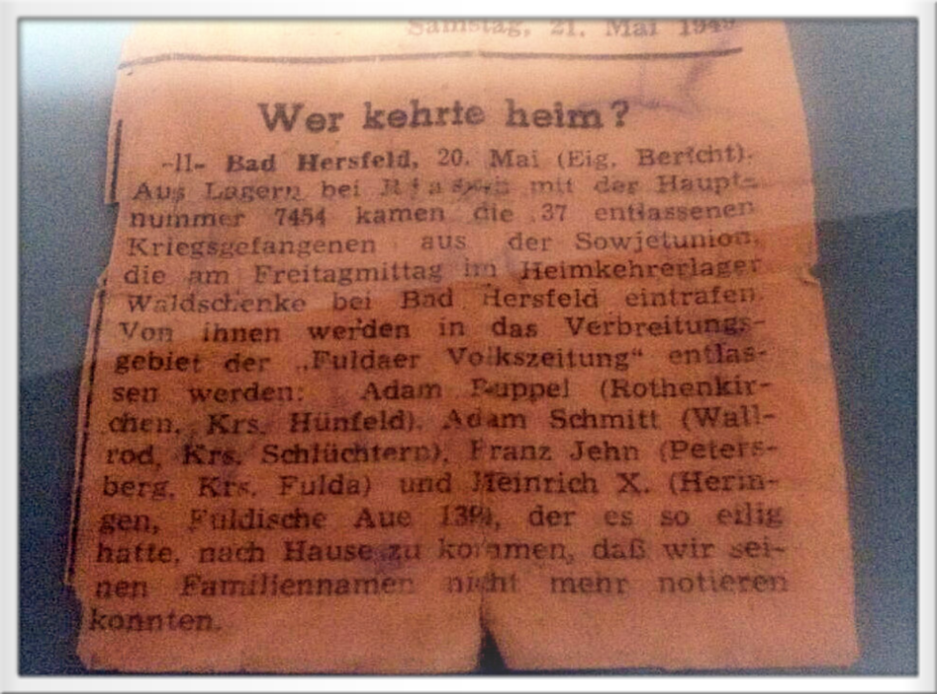 Samstag, 21. Mai 1949
Wer kehrte heim?
-ll- Bad Hersfeld, 20. Mai (Eig. Bericht).
Aus Lagern bei mit der Haupt-
nummer 7454 kamen die 37 entlassenen
Kriegsgefangenen aus der Sowjetunion,
die am Freitagmittag im Heimkehrerlager
Waldschenke bei Bad Hersfeld eintrafen.
Von ihnen werden in das Verbreitungs-
gebiet der „Fuldaer Volkszeitung“ entlas-
sen werden: Adam Ruppel (Rothenkir-
chen, Krs. Hünfeld), Adam Schmitt (Wall-
rod, Krs. Schlüchtern), Franz Jehn (Peters-
berg, Krs. Fulda) und Heinrich X. (Herin-
gen, Fuldische Aue der es so eilig
hatte, nach Hause zu kommen, daß wir sei-
nen Familiennamen nicht mehr notieren
konnten.